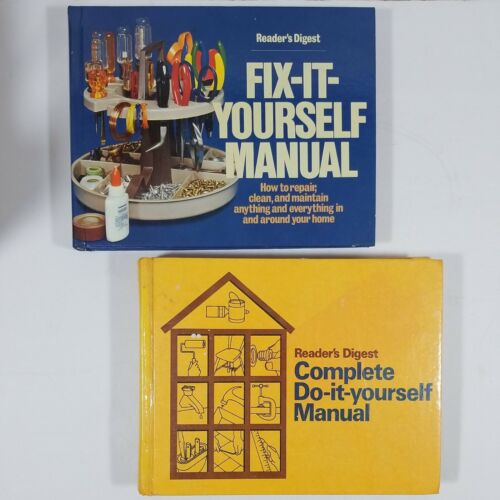 Reader's Digest
FIX-IT-
YOURSELF
MANUAL
How to repair,
clean, and maintain
anything and everything in
and around your home
Reader's Digest
Complete
Do-it-yourself
Manual